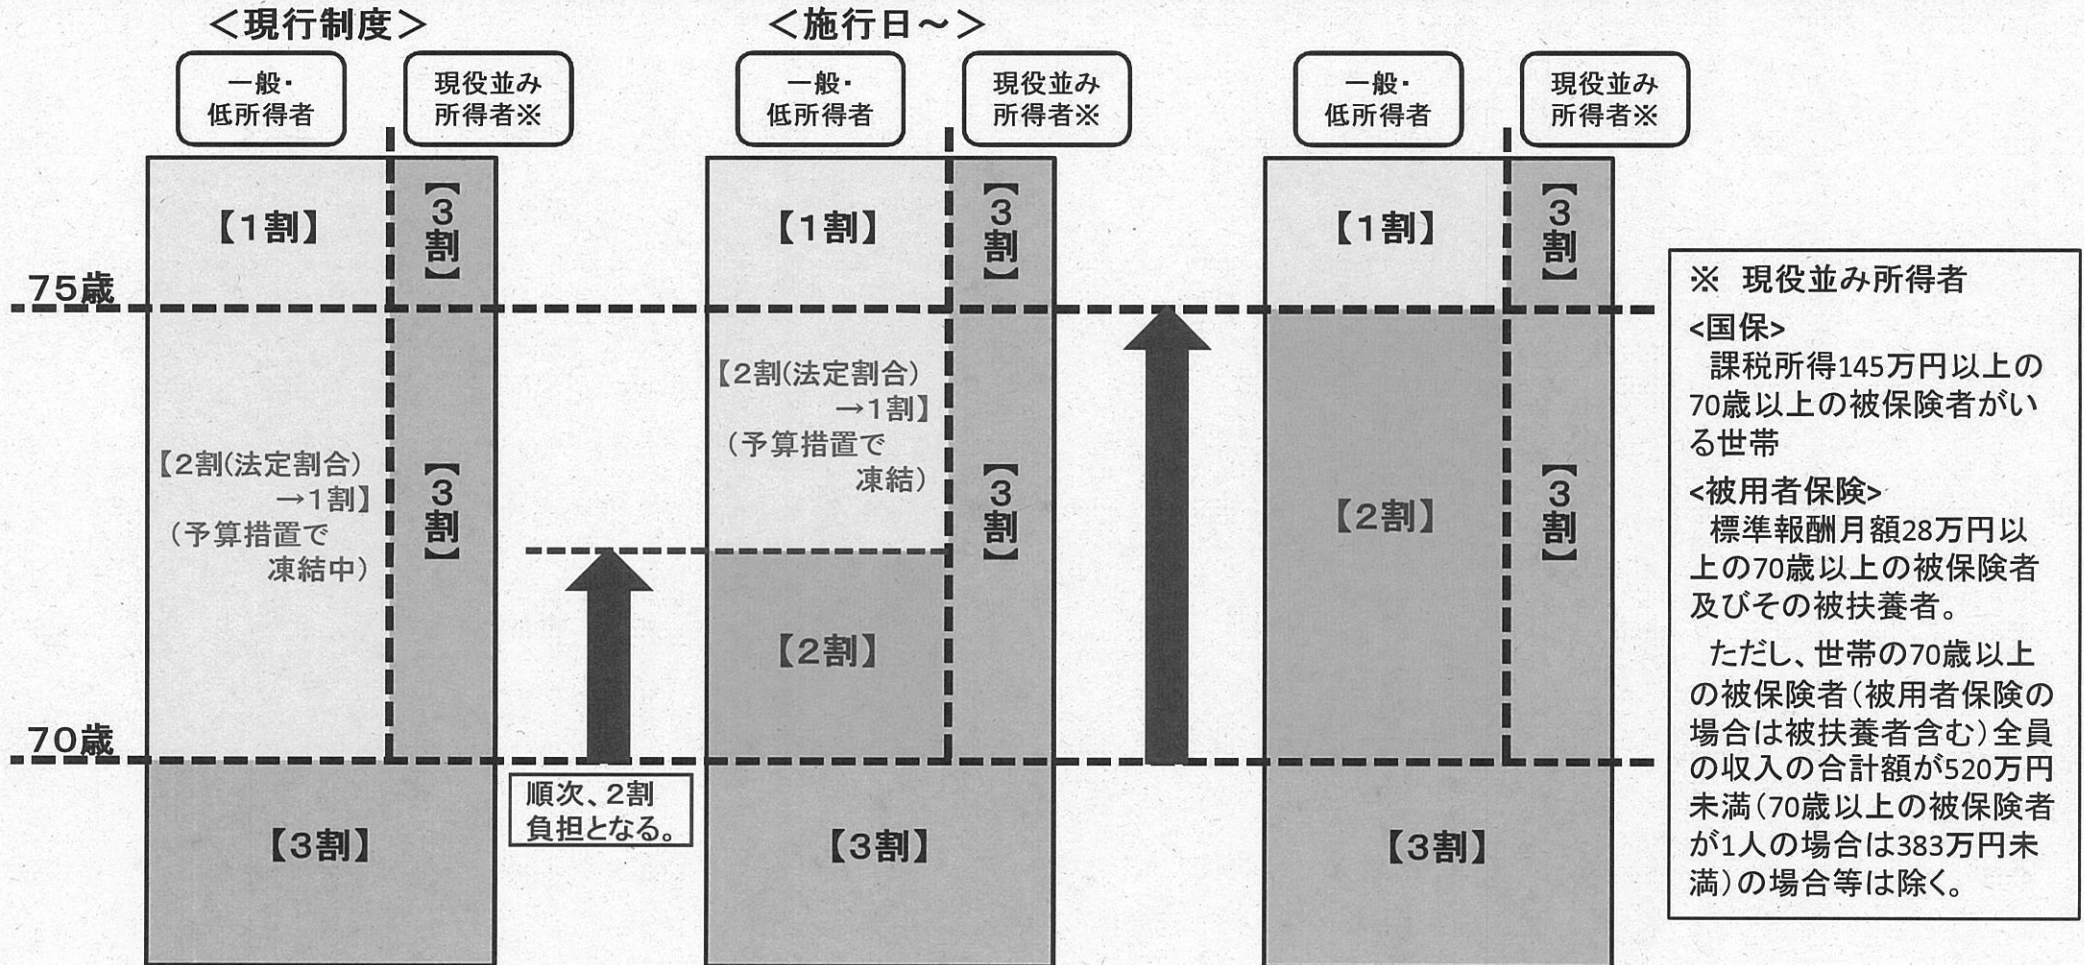 ＜現行制度＞
一般・
低所得者
現役並み
所得者※
【1割】
【3割】
75歳
【2割(法定割合)
→1割】
(予算措置で
凍結中)
【3割】
70歳
【3割】
順次、2割
負担となる。
＜施行日～＞
一般・
低所得者
現役並み
所得者※
【1割】
【3割】
【2割(法定割合)
→1割】
(予算措置で
凍結)
【3割】
【2割】
【3割】
一般・
低所得者
現役並み
所得者※
【1割】
【3割】
【2割】
【3割】
【3割】
※ 現役並み所得者
<国保>
課税所得145万円以上の
70歳以上の被保険者がい
る世帯
<被用者保険>
標準報酬月額28万円以
上の70歳以上の被保険者
及びその被扶養者。
ただし、世帯の70歳以上
の被保険者(被用者保険の
場合は被扶養者含む)全員
の収入の合計額が520万円
未満(70歳以上の被保険者
が1人の場合は383万円未
満)の場合等は除く。